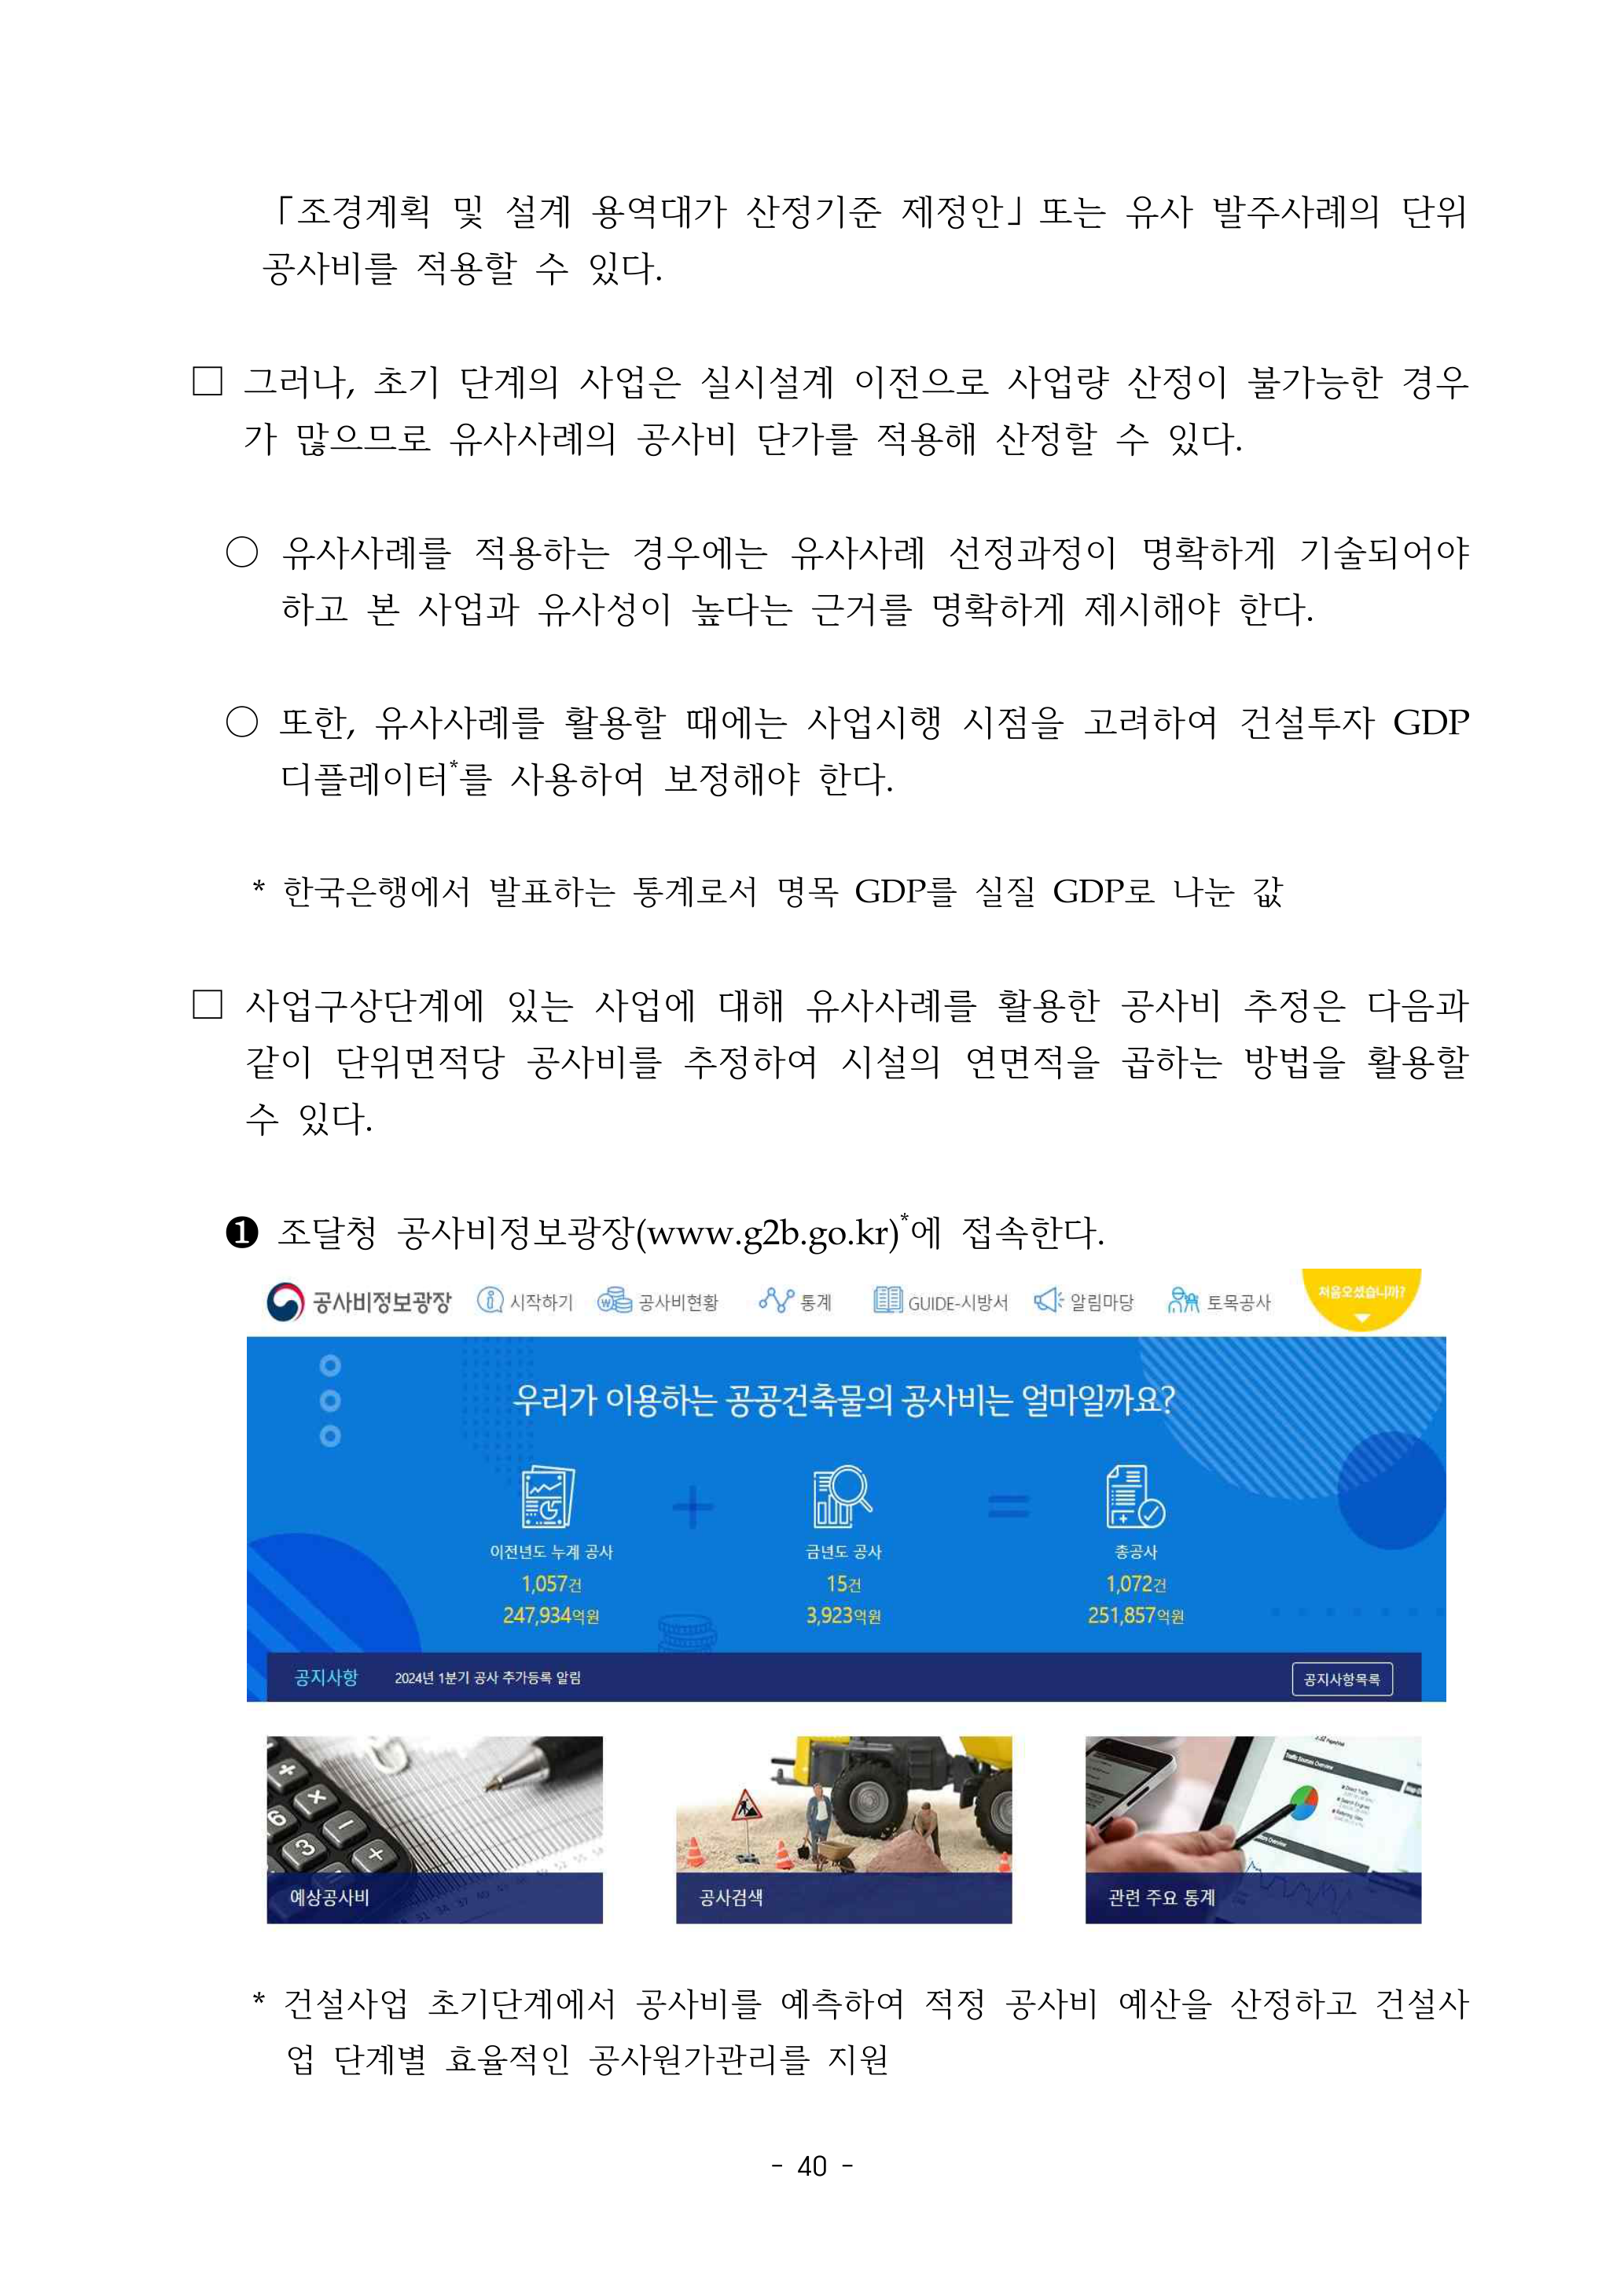 「조경계획 및 설계 용역대가 산정기준 제정안」또는 유사 발주사례의 단위
공사비를 적용할 수 있다.
□ 그러나, 초기 단계의 사업은 실시설계 이전으로 사업량 산정이 불가능한 경우
가 많으므로 유사사례의 공사비 단가를 적용해 산정할 수 있다.
○ 유사사례를 적용하는 경우에는 유사사례 선정과정이 명확하게 기술되어야
하고 본 사업과 유사성이 높다는 근거를 명확하게 제시해야 한다.
○ 또한, 유사사례를 활용할 때에는 사업시행 시점을 고려하여 건설투자 GDP
디플레이터*를 사용하여 보정해야 한다.
* 한국은행에서 발표하는 통계로서 명목 GDP를 실질 GDP로 나눈 값
□ 사업구상단계에 있는 사업에 대해 유사사례를 활용한 공사비 추정은 다음과
같이 단위면적당 공사비를 추정하여 시설의 연면적을 곱하는 방법을 활용할
수 있다.
❶ 조달청 공사비정보광장(www.g2b.go.kr)*에 접속한다.
공사비정보광장 시작하기 공사비현황 통계 GUIDE-시방서 알림마당 토목공사 처음오셨습니까?
우리가 이용하는 공공건축물의 공사비는 얼마일까요?
+ =
이전년도 누계 공사 금년도 공사 총공사
1,057건 15건 1,072건
247,934억원 3,923억원 251,857억원
공지사항 2024년 1분기 공사 추가등록 알림 공지사항목록
예상공사비 공사검색 관련 주요 통계
* 건설사업 초기단계에서 공사비를 예측하여 적정 공사비 예산을 산정하고 건설사
업 단계별 효율적인 공사원가관리를 지원
- 40 -